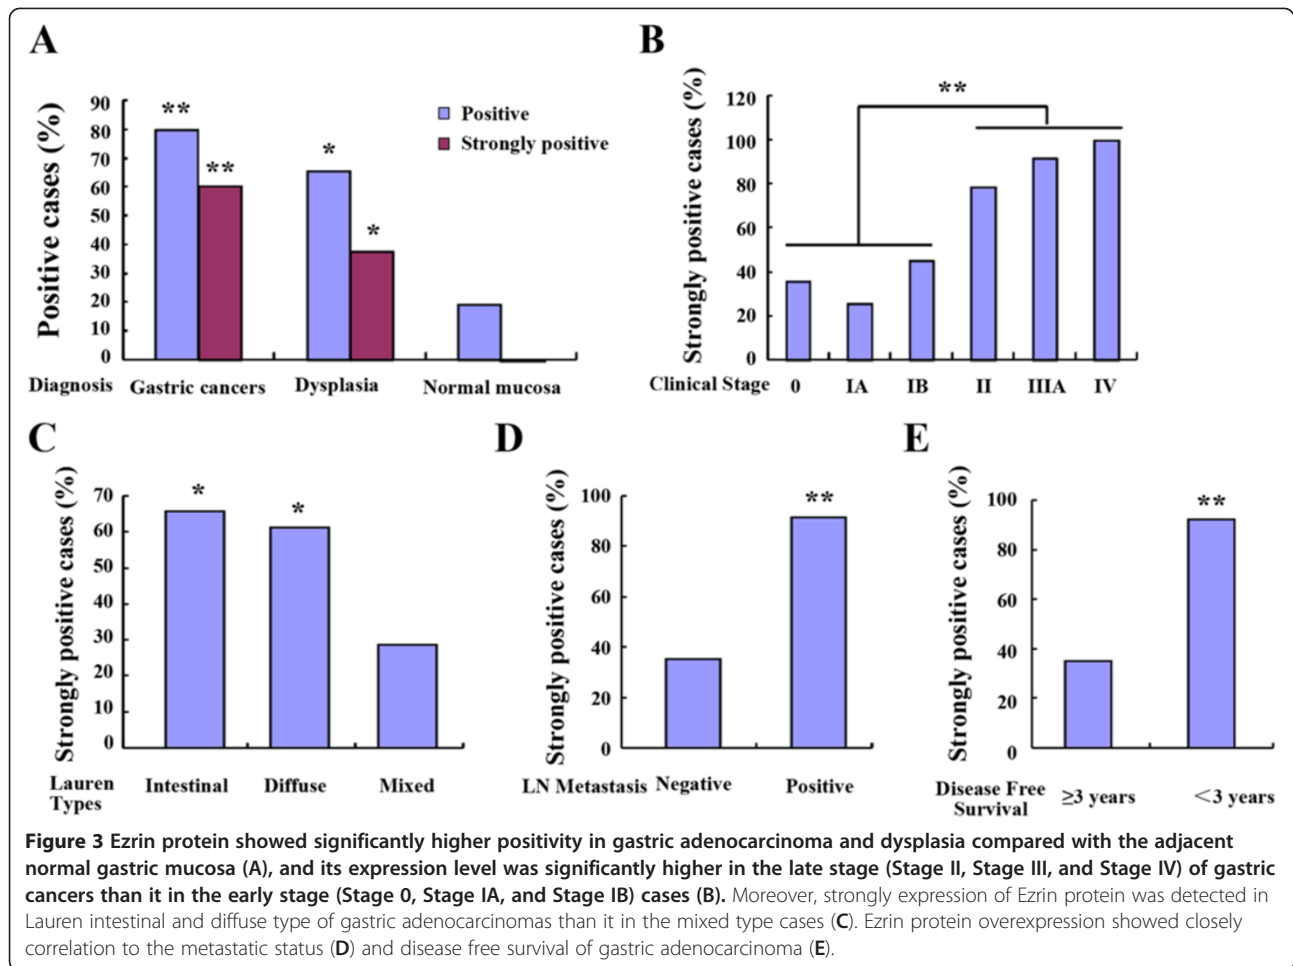 A
Positive cases (%)
90
80
70
60
50
40
30
20
10
0
**
**
*
*
Positive
Strongly positive
Diagnosis Gastric cancers Dysplasia Normal mucosa
B
Strongly positive cases (%)
120
100
80
60
40
20
0
**
Clinical Stage 0 IA IB II IIIA IV
C
Strongly positive cases (%)
70
60
50
40
30
20
10
0
*
*
Lauren Types Intestinal Diffuse Mixed
D
Strongly positive cases (%)
100
80
60
40
20
0
**
LN Metastasis Negative Positive
E
Strongly positive cases (%)
100
80
60
40
20
0
**
Disease Free
Survival ≥3 years <3 years
Figure 3 Ezrin protein showed significantly higher positivity in gastric adenocarcinoma and dysplasia compared with the adjacent
normal gastric mucosa (A), and its expression level was significantly higher in the late stage (Stage II, Stage III, and Stage IV) of gastric
cancers than it in the early stage (Stage 0, Stage IA, and Stage IB) cases (B). Moreover, strongly expression of Ezrin protein was detected in
Lauren intestinal and diffuse type of gastric adenocarcinomas than it in the mixed type cases (C). Ezrin protein overexpression showed closely
correlation to the metastatic status (D) and disease free survival of gastric adenocarcinoma (E).